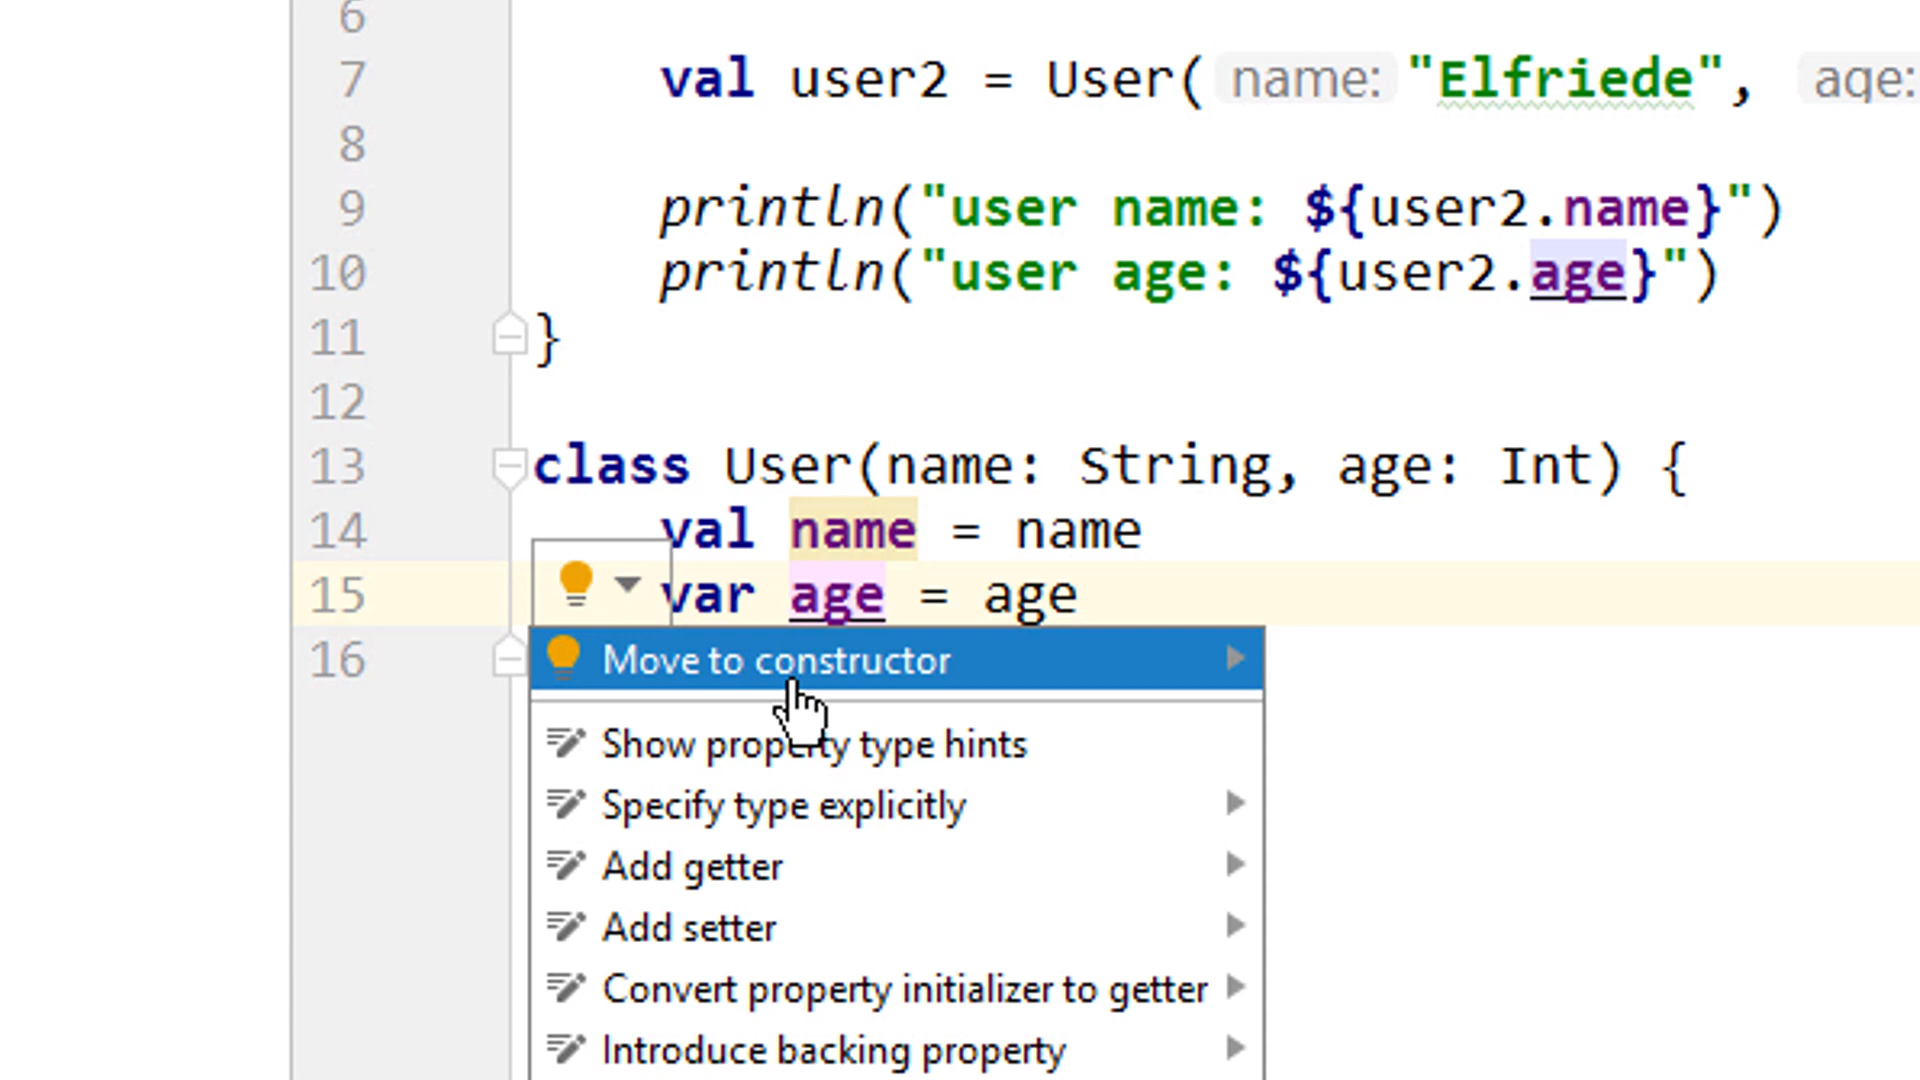 6
7 val user2 = User( name: "Elfriede", age:
8
9 println("user name: ${user2.name}")
10 println("user age: ${user2.age}")
11 }
12
13 class User(name: String, age: Int) {
14 val name = name
15 var age = age
16
Move to constructor
Show property type hints
Specify type explicitly
Add getter
Add setter
Convert property initializer to getter
Introduce backing property